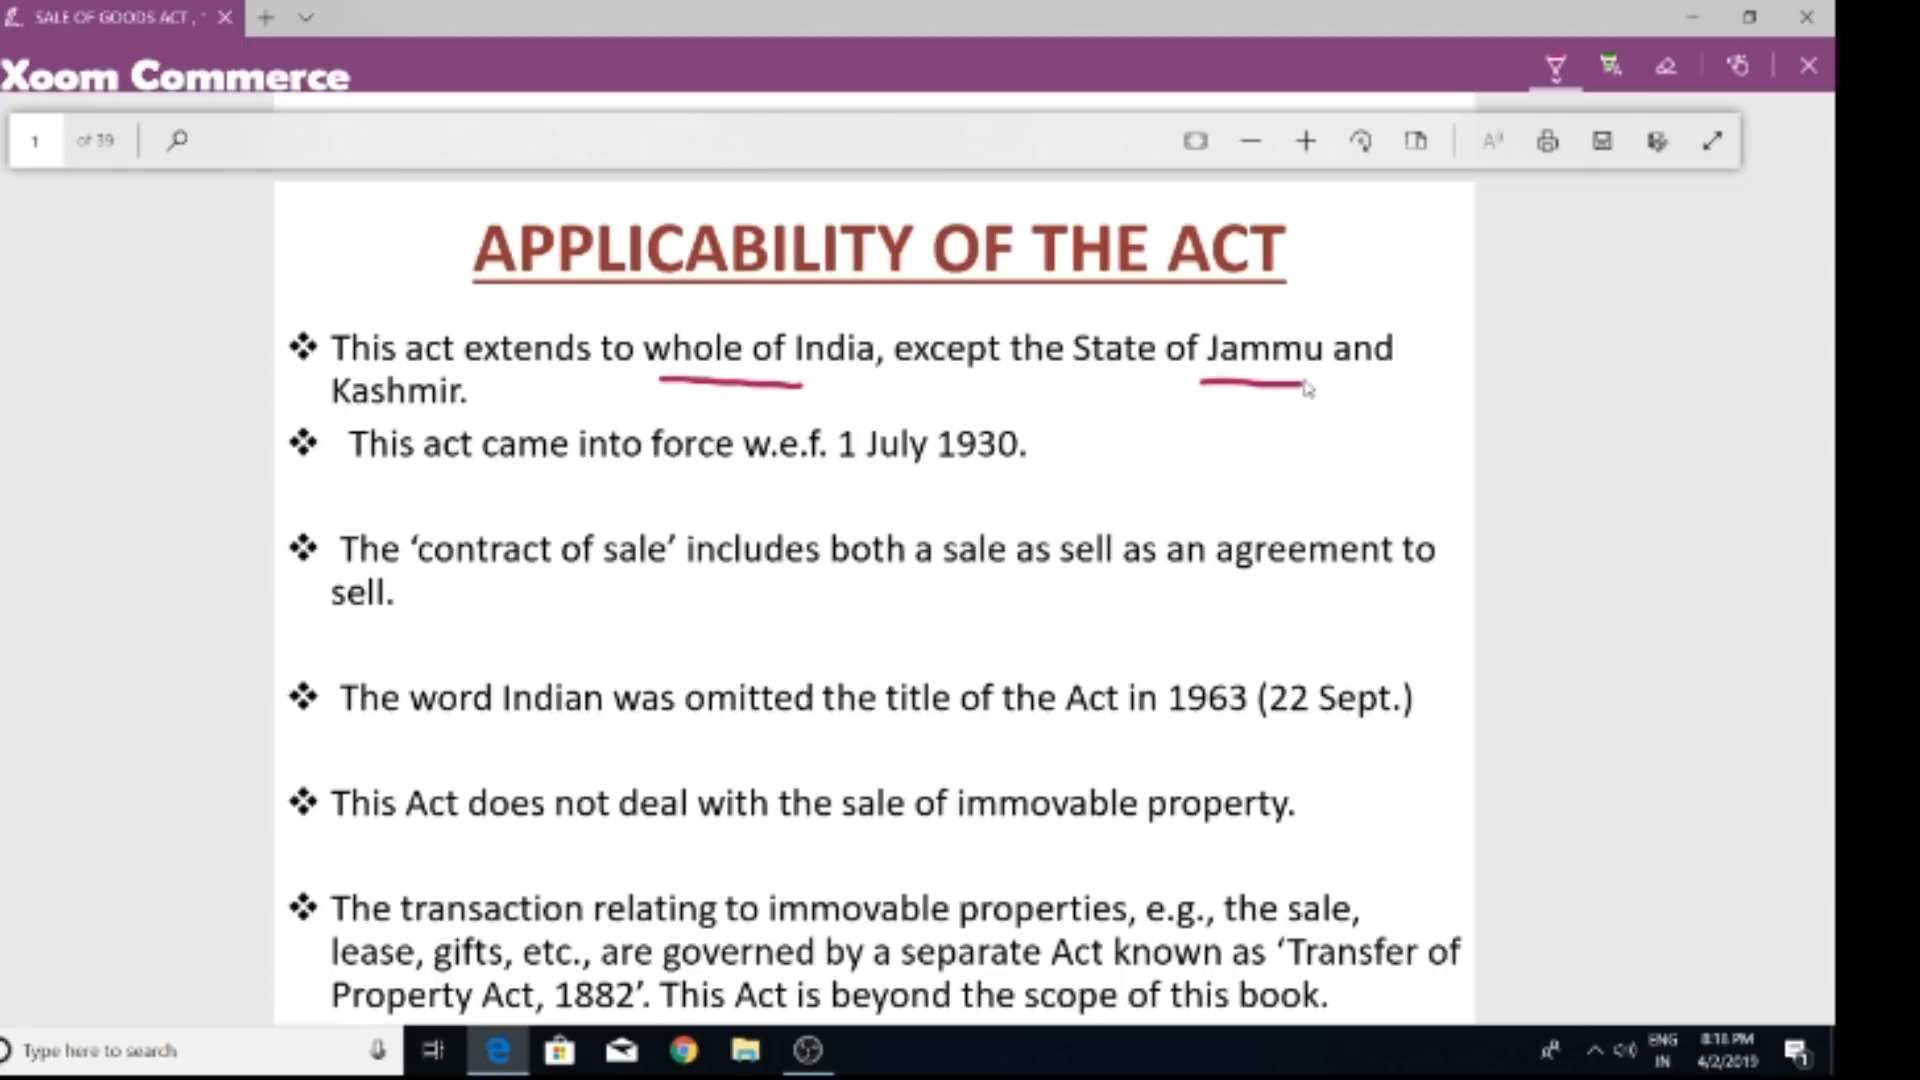 SALE OF GOODS ACT ,
Xoom Commerce
1 of 39
APPLICABILITY OF THE ACT
❖ This act extends to whole of India, except the State of Jammu and
Kashmir.
❖ This act came into force w.e.f. 1 July 1930.
❖ The ‘contract of sale’ includes both a sale as sell as an agreement to
sell.
❖ The word Indian was omitted the title of the Act in 1963 (22 Sept.)
❖ This Act does not deal with the sale of immovable property.
❖ The transaction relating to immovable properties, e.g., the sale,
lease, gifts, etc., are governed by a separate Act known as ‘Transfer of
Property Act, 1882’. This Act is beyond the scope of this book.
Type here to search
ENG
IN
PM
4/2/2019